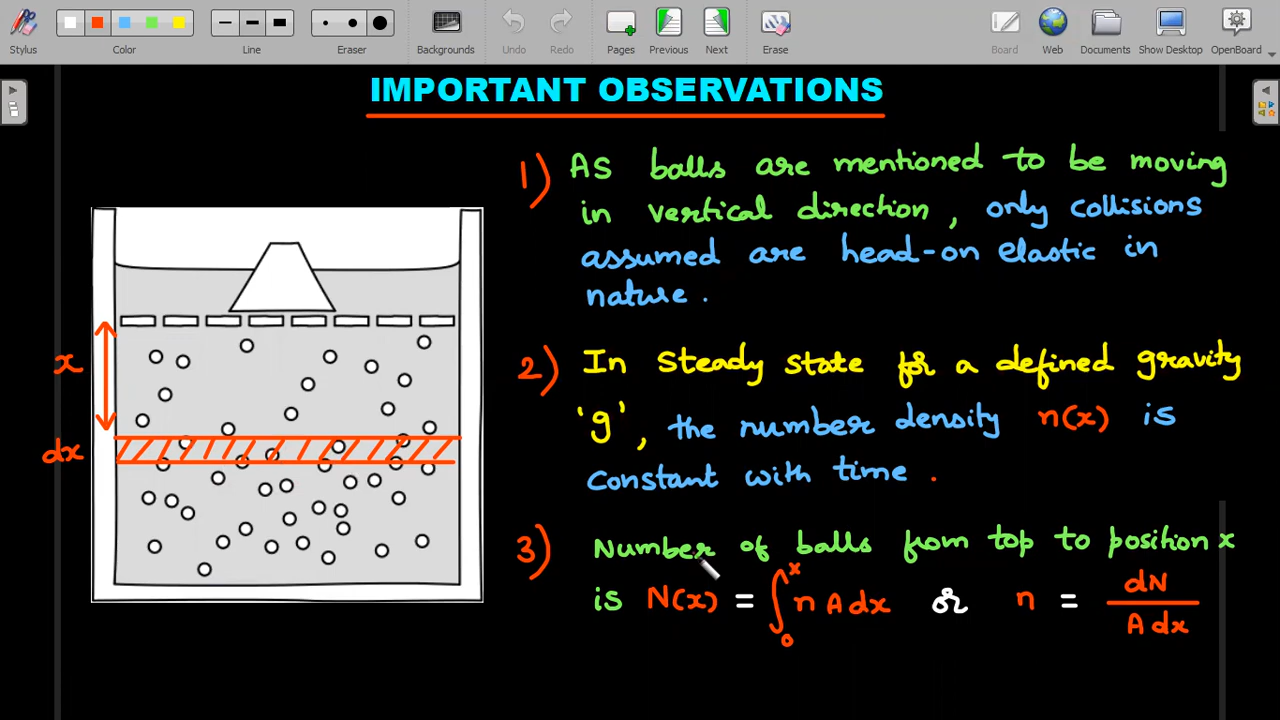 Stylus
Color
Line
Eraser
Backgrounds
Undo
Redo
Pages
Previous
Next
Erase
Board
Web
Documents
Show Desktop
OpenBoard
IMPORTANT OBSERVATIONS
1) As balls are mentioned to be moving
in vertical direction, only collisions
assumed are head-on elastic in
nature.
2) In Steady state for a defined gravity
'g', the number density n(x) is
constant with time.
3) Number of balls from top to position x
is N(x) = ∫₀ˣ n A dx or n = dN / A dx
x
dx